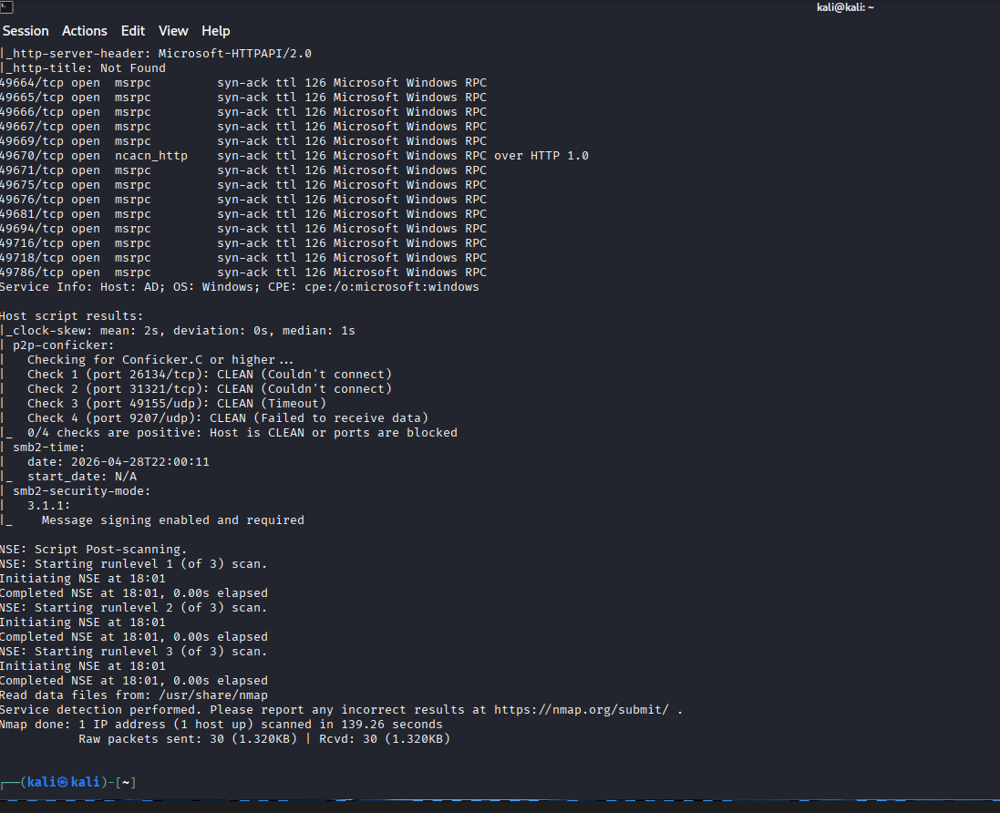 kali@kali: ~
Session Actions Edit View Help
|_http-server-header: Microsoft-HTTPAPI/2.0
|_http-title: Not Found
49664/tcp open  msrpc         syn-ack ttl 126 Microsoft Windows RPC
49665/tcp open  msrpc         syn-ack ttl 126 Microsoft Windows RPC
49666/tcp open  msrpc         syn-ack ttl 126 Microsoft Windows RPC
49667/tcp open  msrpc         syn-ack ttl 126 Microsoft Windows RPC
49669/tcp open  msrpc         syn-ack ttl 126 Microsoft Windows RPC
49670/tcp open  ncacn_http    syn-ack ttl 126 Microsoft Windows RPC over HTTP 1.0
49671/tcp open  msrpc         syn-ack ttl 126 Microsoft Windows RPC
49675/tcp open  msrpc         syn-ack ttl 126 Microsoft Windows RPC
49676/tcp open  msrpc         syn-ack ttl 126 Microsoft Windows RPC
49681/tcp open  msrpc         syn-ack ttl 126 Microsoft Windows RPC
49694/tcp open  msrpc         syn-ack ttl 126 Microsoft Windows RPC
49716/tcp open  msrpc         syn-ack ttl 126 Microsoft Windows RPC
49718/tcp open  msrpc         syn-ack ttl 126 Microsoft Windows RPC
49786/tcp open  msrpc         syn-ack ttl 126 Microsoft Windows RPC
Service Info: Host: AD; OS: Windows; CPE: cpe:/o:microsoft:windows
Host script results:
|_clock-skew: mean: 2s, deviation: 0s, median: 1s
| p2p-conficker:
|   Checking for Conficker.C or higher...
|   Check 1 (port 26134/tcp): CLEAN (Couldn't connect)
|   Check 2 (port 31321/tcp): CLEAN (Couldn't connect)
|   Check 3 (port 49155/udp): CLEAN (Timeout)
|   Check 4 (port 9207/udp): CLEAN (Failed to receive data)
|_  0/4 checks are positive: Host is CLEAN or ports are blocked
| smb2-time:
|   date: 2026-04-28T22:00:11
|_  start_date: N/A
| smb2-security-mode:
|   3.1.1:
|_    Message signing enabled and required
NSE: Script Post-scanning.
NSE: Starting runlevel 1 (of 3) scan.
Initiating NSE at 18:01
Completed NSE at 18:01, 0.00s elapsed
NSE: Starting runlevel 2 (of 3) scan.
Initiating NSE at 18:01
Completed NSE at 18:01, 0.00s elapsed
NSE: Starting runlevel 3 (of 3) scan.
Initiating NSE at 18:01
Completed NSE at 18:01, 0.00s elapsed
Read data files from: /usr/share/nmap
Service detection performed. Please report any incorrect results at https://nmap.org/submit/ .
Nmap done: 1 IP address (1 host up) scanned in 139.26 seconds
           Raw packets sent: 30 (1.320KB) | Rcvd: 30 (1.320KB)
┌──(kali㉿kali)-[~]